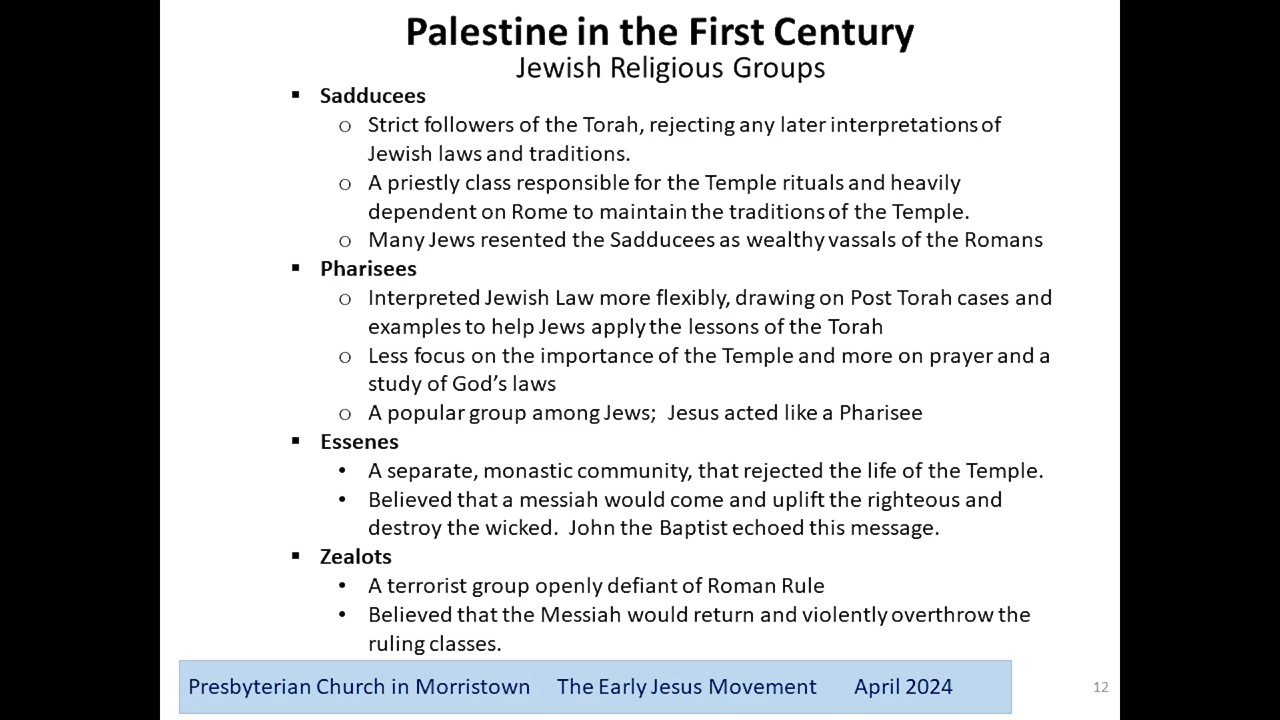 Palestine in the First Century
Jewish Religious Groups
▪ Sadducees
o Strict followers of the Torah, rejecting any later interpretations of
Jewish laws and traditions.
o A priestly class responsible for the Temple rituals and heavily
dependent on Rome to maintain the traditions of the Temple.
o Many Jews resented the Sadducees as wealthy vassals of the Romans
▪ Pharisees
o Interpreted Jewish Law more flexibly, drawing on Post Torah cases and
examples to help Jews apply the lessons of the Torah
o Less focus on the importance of the Temple and more on prayer and a
study of God’s laws
o A popular group among Jews; Jesus acted like a Pharisee
▪ Essenes
• A separate, monastic community, that rejected the life of the Temple.
• Believed that a messiah would come and uplift the righteous and
destroy the wicked. John the Baptist echoed this message.
▪ Zealots
• A terrorist group openly defiant of Roman Rule
• Believed that the Messiah would return and violently overthrow the
ruling classes.
Presbyterian Church in Morristown The Early Jesus Movement April 2024
12